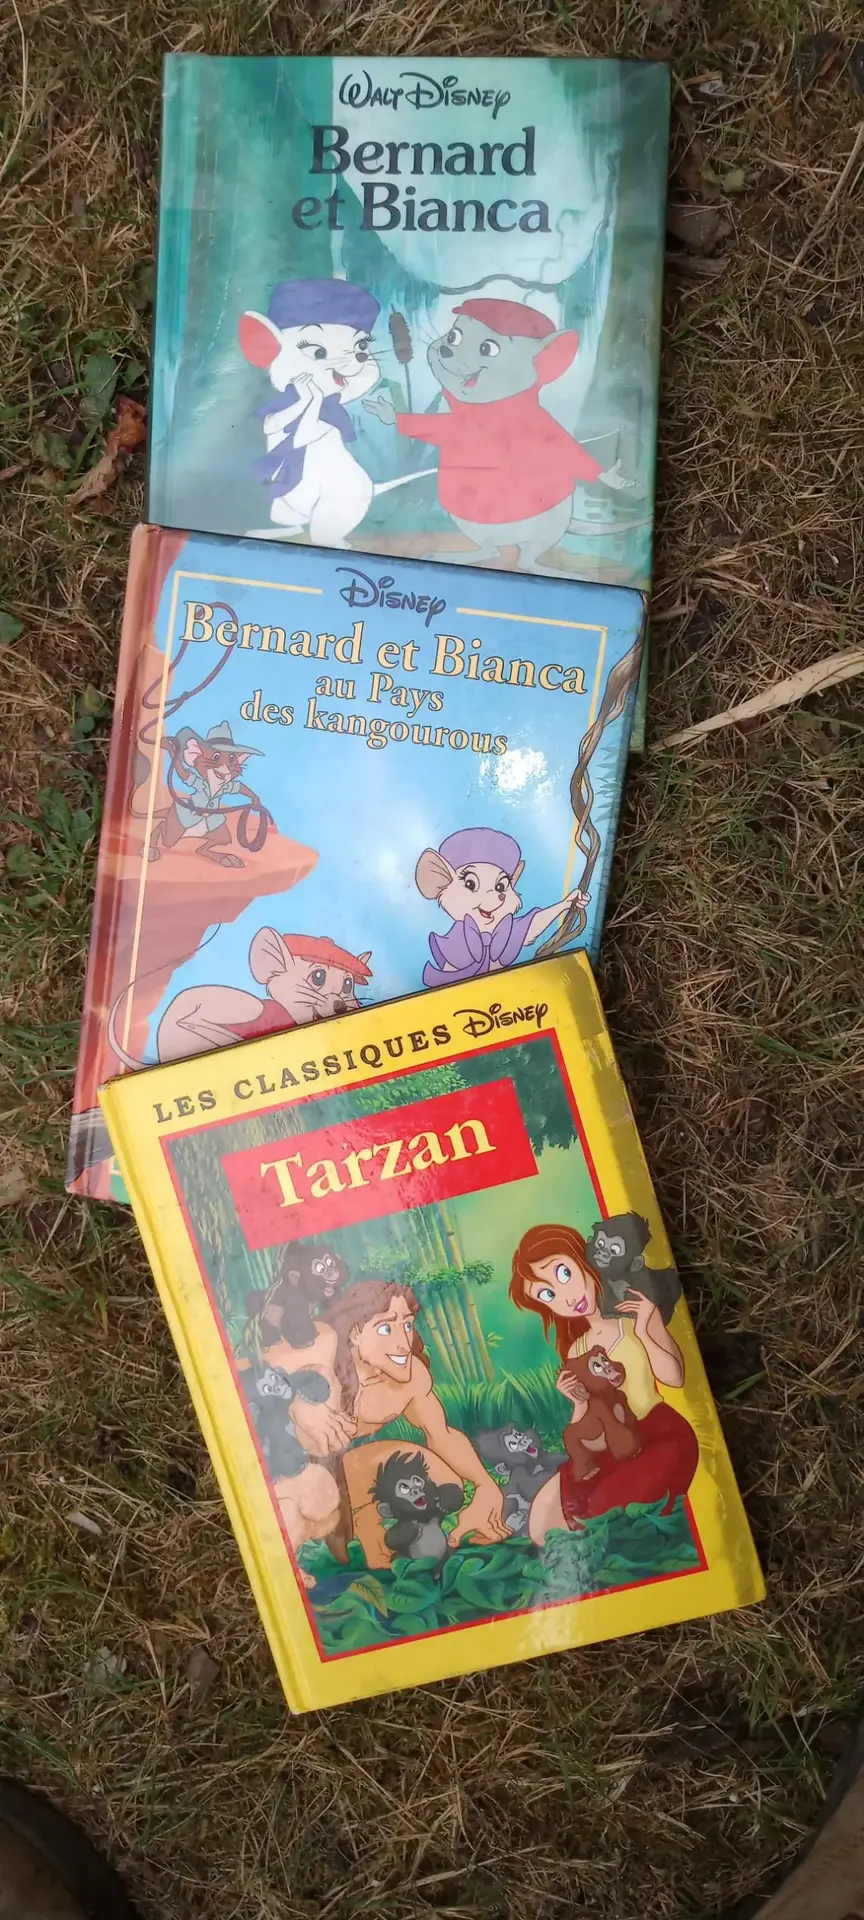 Walt Disney
Bernard
et Bianca
Disney
Bernard et Bianca
au Pays
des kangourous
LES CLASSIQUES Disney
Tarzan